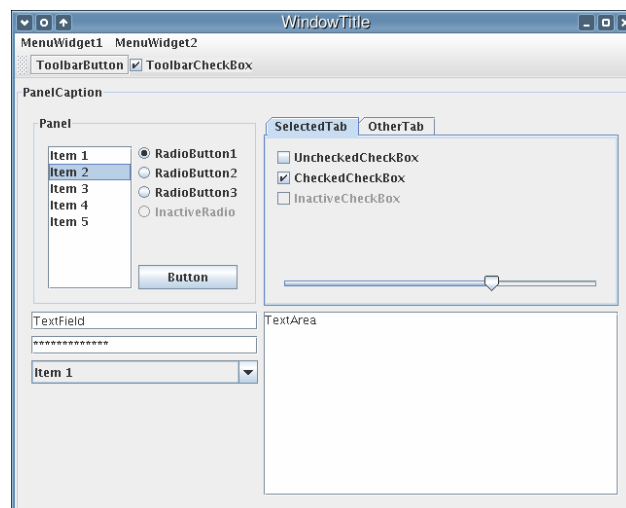 WindowTitle
MenuWidget1 MenuWidget2
ToolbarButton ToolbarCheckBox
PanelCaption
Panel
Item 1
Item 2
Item 3
Item 4
Item 5
RadioButton1
RadioButton2
RadioButton3
InactiveRadio
Button
SelectedTab OtherTab
UncheckedCheckBox
CheckedCheckBox
InactiveCheckBox
TextField
*************
Item 1
TextArea